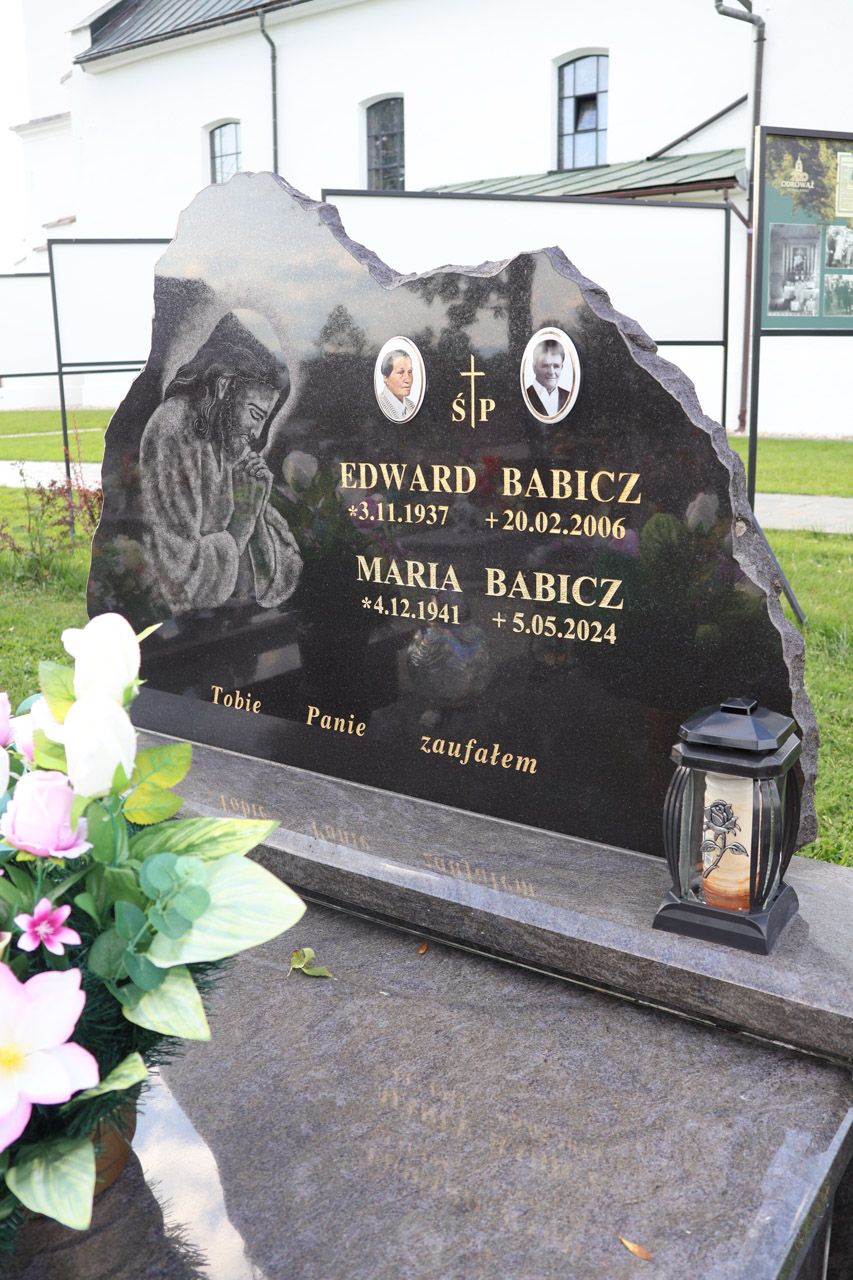 ODROWĄŻ
Ś P
EDWARD BABICZ
*3.11.1937 +20.02.2006
MARIA BABICZ
*4.12.1941 +5.05.2024
Tobie Panie zaufałem